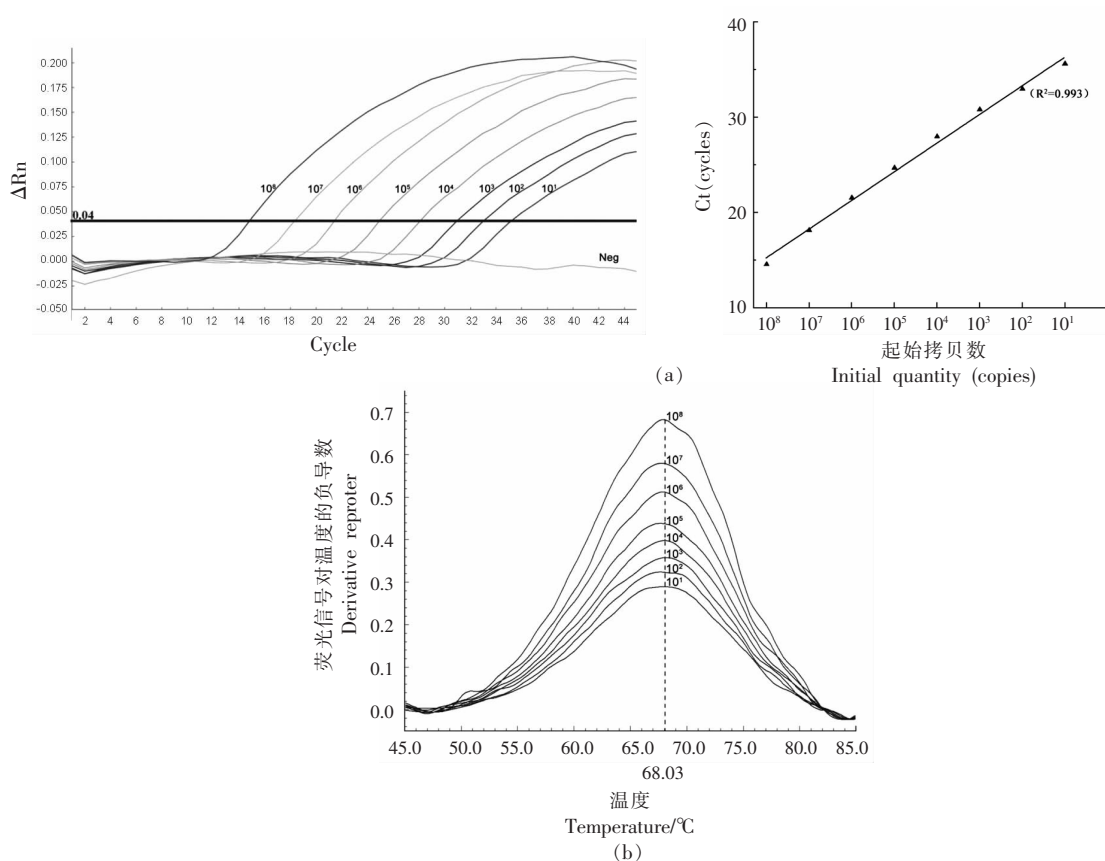 0.200
0.175
0.150
0.125
0.100
0.075
0.050
0.025
0.000
-0.025
-0.050
ΔRn
0.04
10⁸ 10⁷ 10⁶ 10⁵ 10⁴ 10³ 10² 10¹
Neg
2 4 6 8 10 12 14 16 18 20 22 24 26 28 30 32 34 36 38 40 42 44
Cycle
40
30
20
10
Ct(cycles)
(R²=0.993)
10⁸ 10⁷ 10⁶ 10⁵ 10⁴ 10³ 10² 10¹
起始拷贝数
Initial quantity (copies)
(a)
0.7
0.6
0.5
0.4
0.3
0.2
0.1
0.0
荧光信号对温度的负导数
Derivative reproter
10⁸
10⁷
10⁶
10⁵
10⁴
10³
10²
10¹
45.0 50.0 60.0 65.0 70.0 75.0 80.0 85.0
68.03
温度
Temperature/℃
(b)